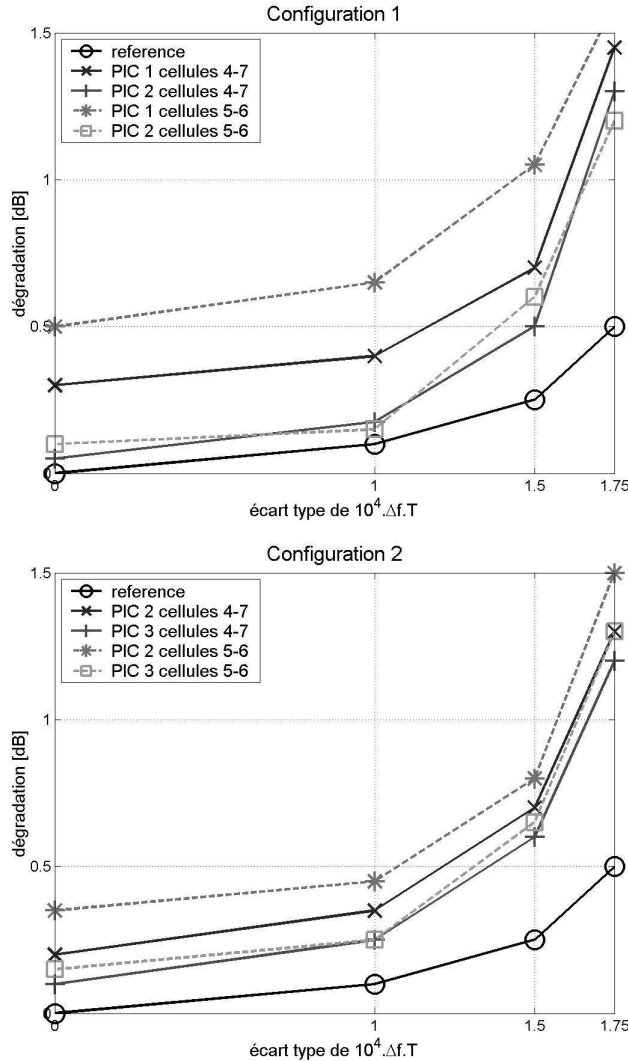 Configuration 1
1.5
reference
PIC 1 cellules 4-7
PIC 2 cellules 4-7
PIC 1 cellules 5-6
PIC 2 cellules 5-6
1
dégradation [dB]
0.5
0
0 1 1.5 1.75
écart type de 10⁴.Δf.T
Configuration 2
1.5
reference
PIC 2 cellules 4-7
PIC 3 cellules 4-7
PIC 2 cellules 5-6
PIC 3 cellules 5-6
1
dégradation [dB]
0.5
0
0 1 1.5 1.75
écart type de 10⁴.Δf.T